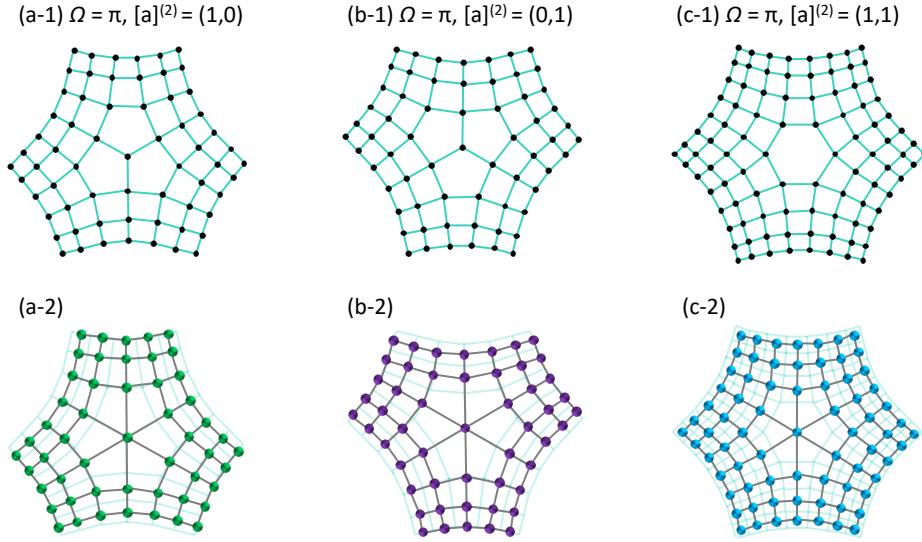 (a-1) Ω = π, [a]⁽²⁾ = (1,0)
(b-1) Ω = π, [a]⁽²⁾ = (0,1)
(c-1) Ω = π, [a]⁽²⁾ = (1,1)
(a-2)
(b-2)
(c-2)